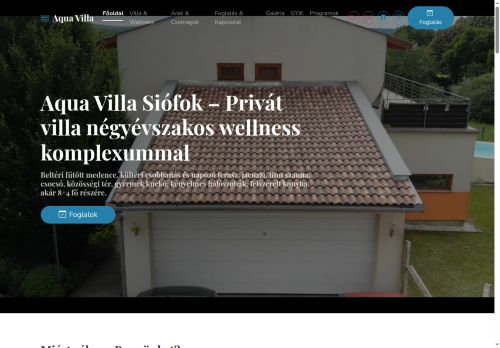 Aqua Villa
Főoldal
Villa &
Wellness
Árak &
Csomagok
Foglalás &
Kapcsolat
Galéria
GYIK
Programok
Foglalás
Aqua Villa Siófok – Privát
villa négyévszakos wellness
komplexummal
Beltéri fűtött medence, kültéri csobbanás és napozó terasz, jacuzzi, finn szauna,
csocsó, közösségi tér, gyermek kuckó, kényelmes hálószobák, felszerelt konyha,
akár 8+4 fő részére.
Foglalok